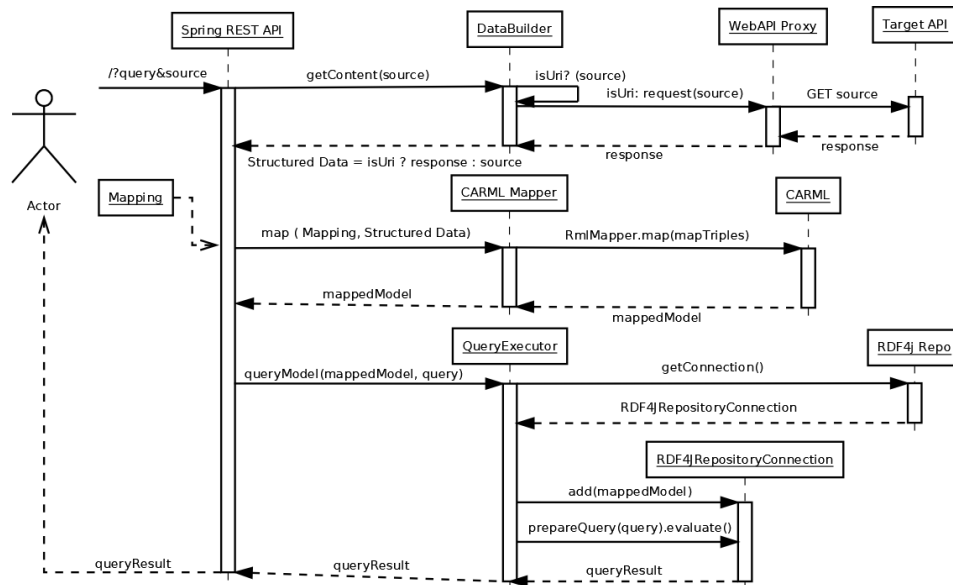 Spring REST API
DataBuilder
WebAPI Proxy
Target API
/?query&source
getContent(source)
isUri? (source)
isUri: request(source)
GET source
response
response
Structured Data = isUri ? response : source
Actor
Mapping
CARML Mapper
CARML
map ( Mapping, Structured Data)
RmlMapper.map(mapTriples)
mappedModel
mappedModel
QueryExecutor
RDF4j Repo
queryModel(mappedModel, query)
getConnection()
RDF4JRepositoryConnection
RDF4JRepositoryConnection
add(mappedModel)
prepareQuery(query).evaluate()
queryResult
queryResult
queryResult